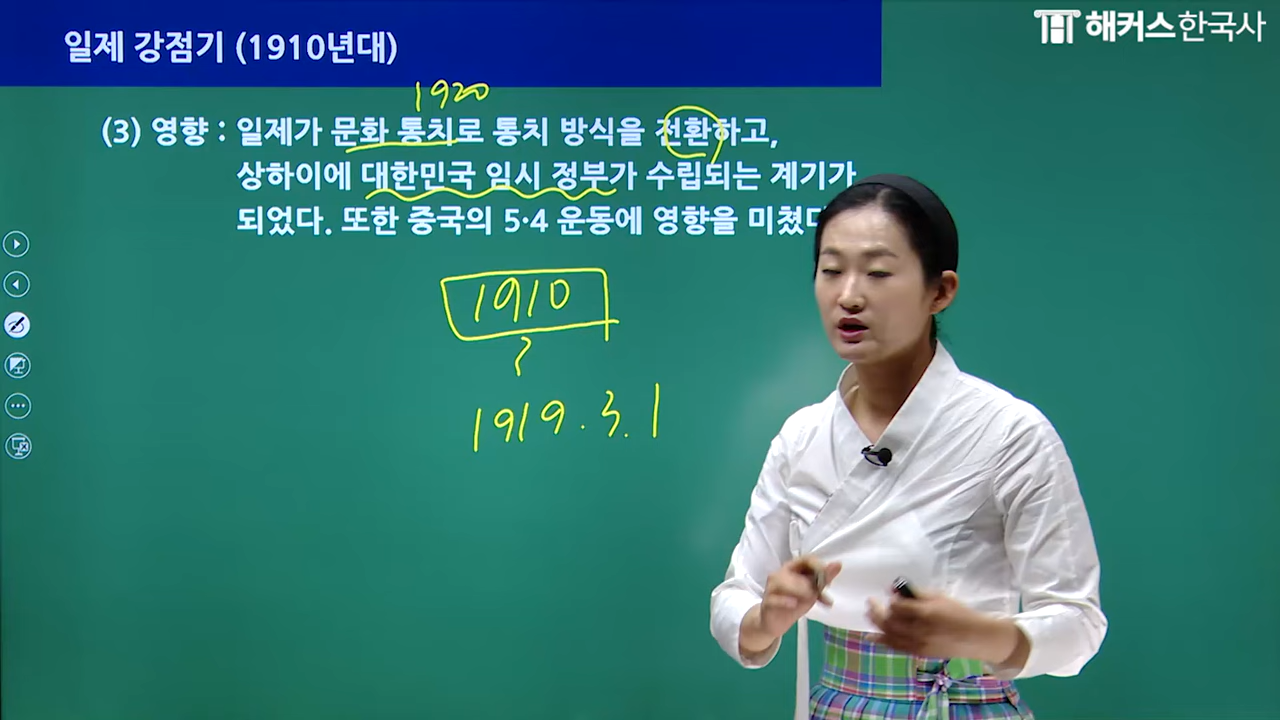 해커스한국사
일제 강점기 (1910년대)
1920
(3) 영향 : 일제가 문화 통치로 통치 방식을 전환하고,
상하이에 대한민국 임시 정부가 수립되는 계기가
되었다. 또한 중국의 5·4 운동에 영향을 미쳤다
1910
1919.3.1